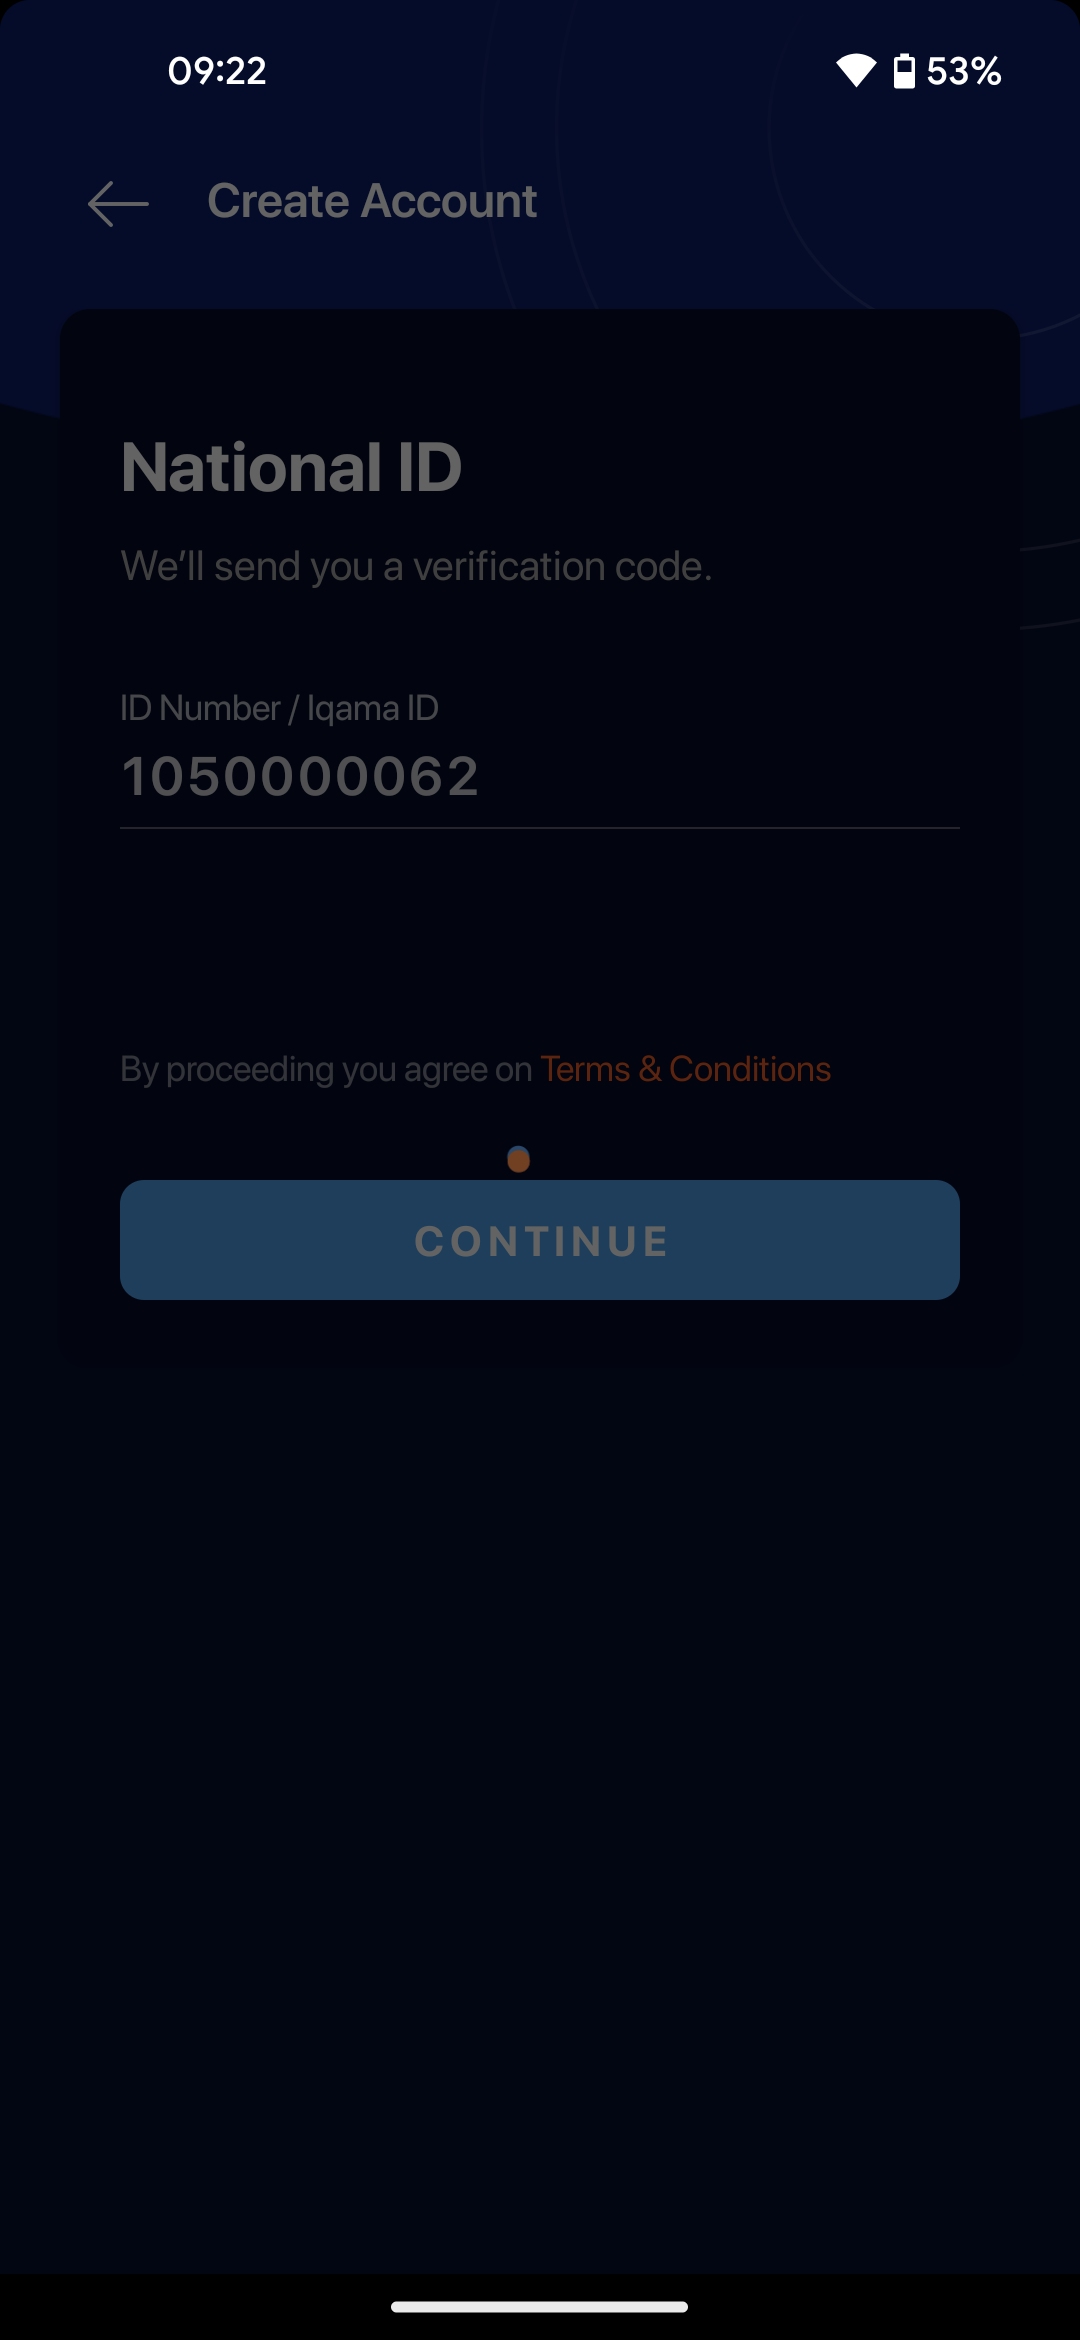 09:22
53%
Create Account
National ID
We’ll send you a verification code.
ID Number / Iqama ID
1050000062
By proceeding you agree on Terms & Conditions
CONTINUE